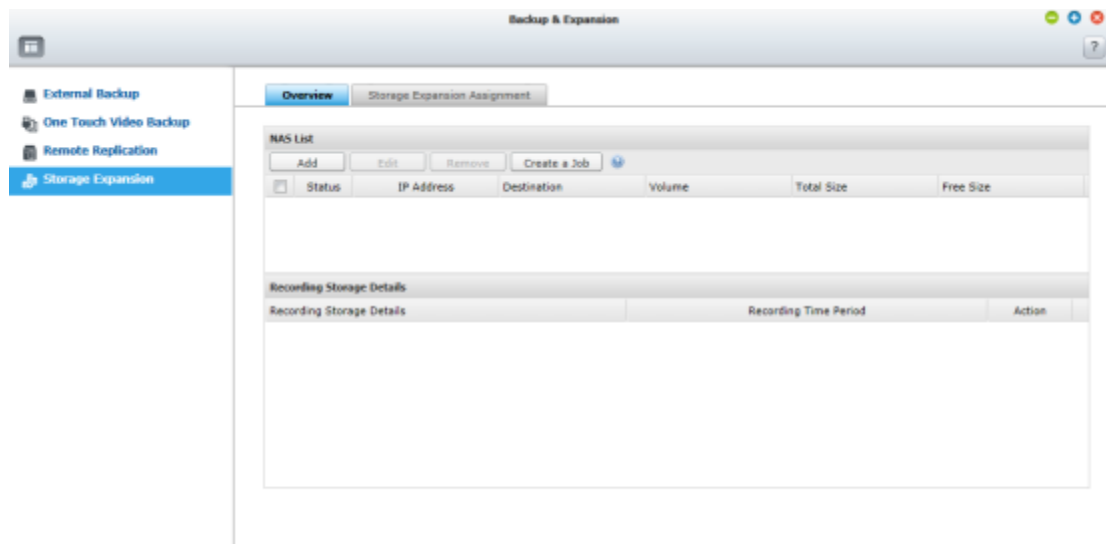 Backup & Expansion
?
External Backup
One Touch Video Backup
Remote Replication
Storage Expansion
Overview Storage Expansion Assignment
NAS List
Add Edit Remove Create a Job
Status IP Address Destination Volume Total Size Free Size
Recording Storage Details
Recording Storage Details Recording Time Period Action